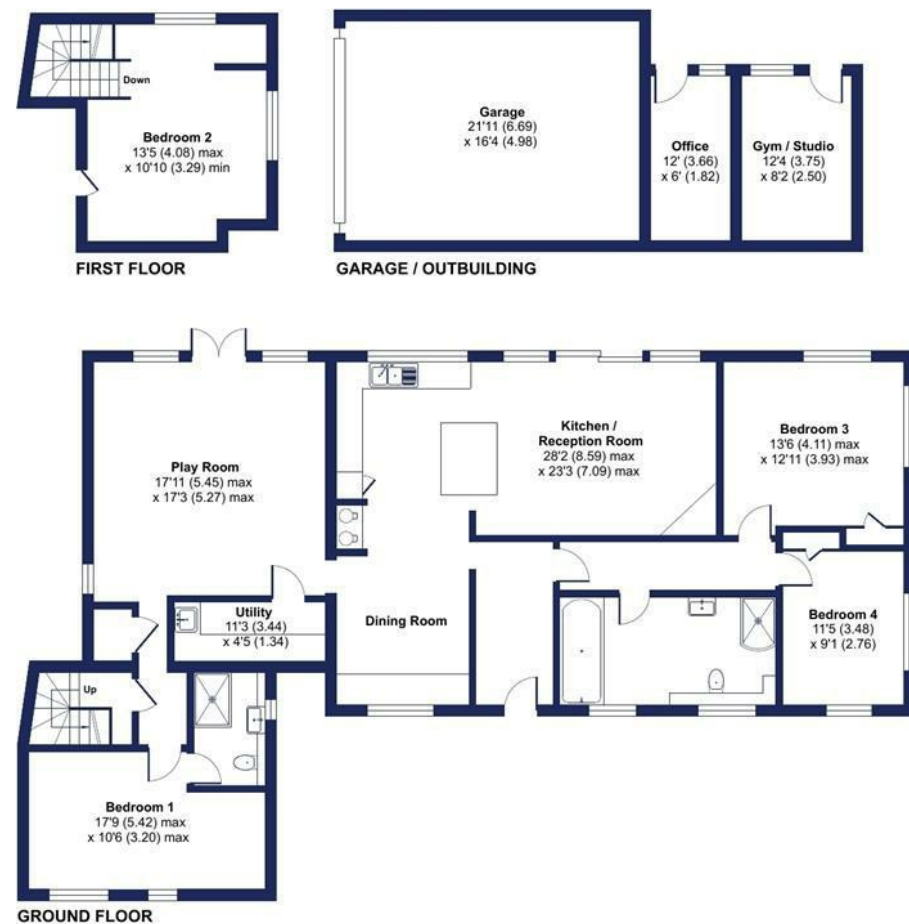 Down
Bedroom 2
13'5 (4.08) max
x 10'10 (3.29) min
FIRST FLOOR
Garage
21'11 (6.69)
x 16'4 (4.98)
Office
12' (3.66)
x 6' (1.82)
Gym / Studio
12'4 (3.75)
x 8'2 (2.50)
GARAGE / OUTBUILDING
Kitchen /
Reception Room
28'2 (8.59) max
x 23'3 (7.09) max
Bedroom 3
13'6 (4.11) max
x 12'11 (3.93) max
Play Room
17'11 (5.45) max
x 17'3 (5.27) max
Utility
11'3 (3.44)
x 4'5 (1.34)
Dining Room
Bedroom 4
11'5 (3.48)
x 9'1 (2.76)
Up
Bedroom 1
17'9 (5.42) max
x 10'6 (3.20) max
GROUND FLOOR